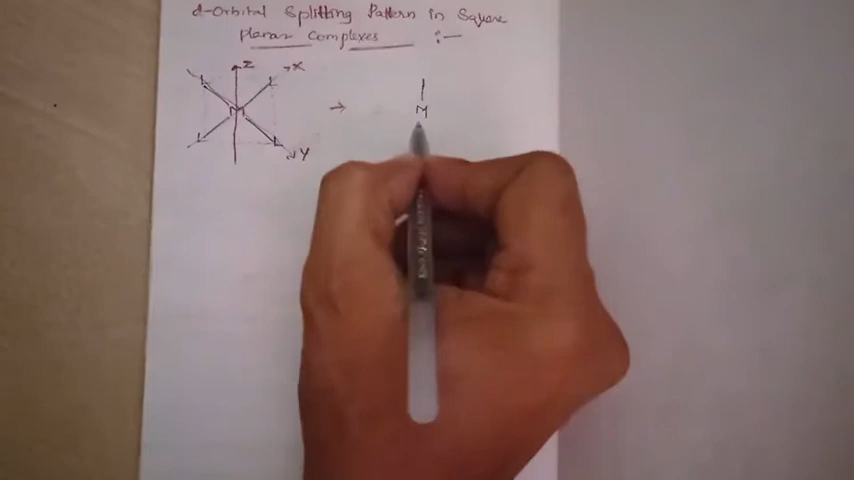 d-Orbital Splitting Pattern in Square
Planar Complexes :—
Z
L L X
M → M
L L Y